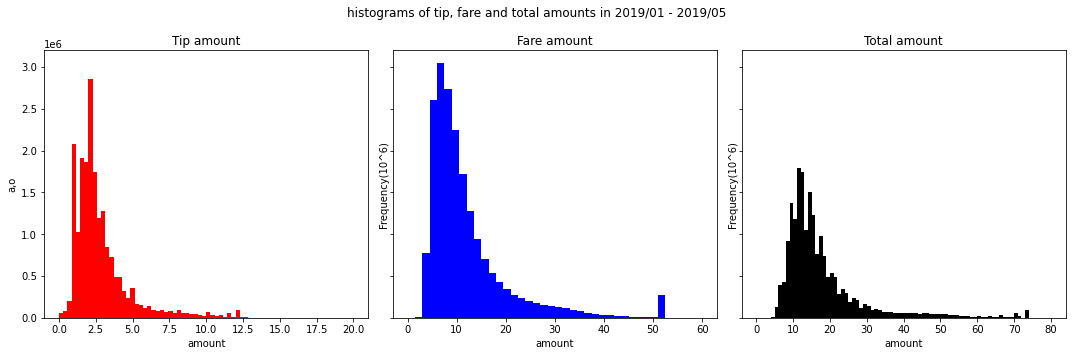 histograms of tip, fare and total amounts in 2019/01 - 2019/05
Tip amount
Fare amount
Total amount
1e6
3.0
2.5
2.0
1.5
1.0
0.5
0.0
a,o
0.0 2.5 5.0 7.5 10.0 12.5 15.0 17.5 20.0
amount
Frequency(10^6)
0 10 20 30 40 50 60
amount
Frequency(10^6)
0 10 20 30 40 50 60 70 80
amount